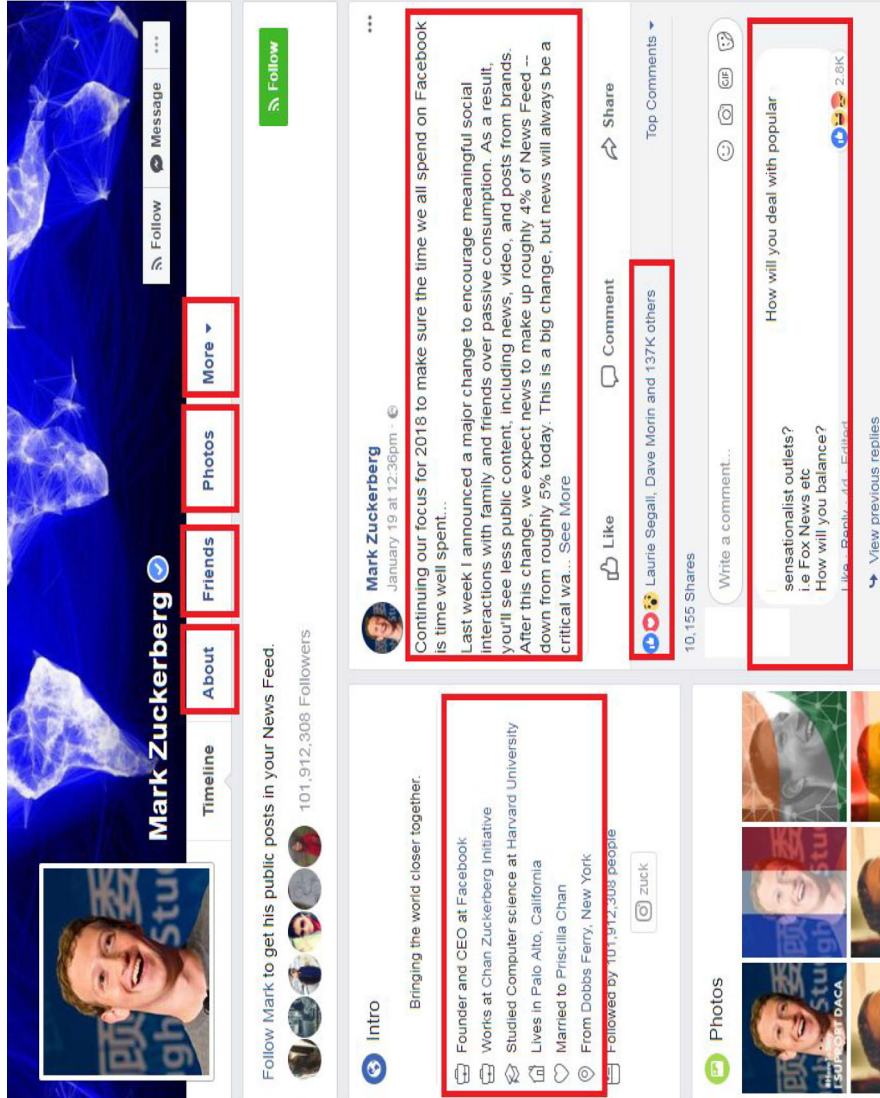 Mark Zuckerberg
Follow
Message
Timeline
About
Friends
Photos
More
Follow Mark to get his public posts in your News Feed.
101,912,308 Followers
Follow
Intro
Bringing the world closer together.
Founder and CEO at Facebook
Works at Chan Zuckerberg Initiative
Studied Computer science at Harvard University
Lives in Palo Alto, California
Married to Priscilla Chan
From Dobbs Ferry, New York
Followed by 101,912,308 people
zuck
Photos
I SUPPORT DACA
Mark Zuckerberg
January 19 at 12:36pm
Continuing our focus for 2018 to make sure the time we all spend on Facebook
is time well spent...
Last week I announced a major change to encourage meaningful social
interactions with family and friends over passive consumption. As a result,
you'll see less public content, including news, video, and posts from brands.
After this change, we expect news to make up roughly 4% of News Feed --
down from roughly 5% today. This is a big change, but news will always be a
critical wa... See More
Like
Comment
Share
Laurie Segall, Dave Morin and 137K others
Top Comments
10,155 Shares
Write a comment...
GIF
How will you deal with popular
sensationalist outlets?
i.e Fox News etc
How will you balance?
2.8K
Like · Reply · 4d · Edited
View previous replies